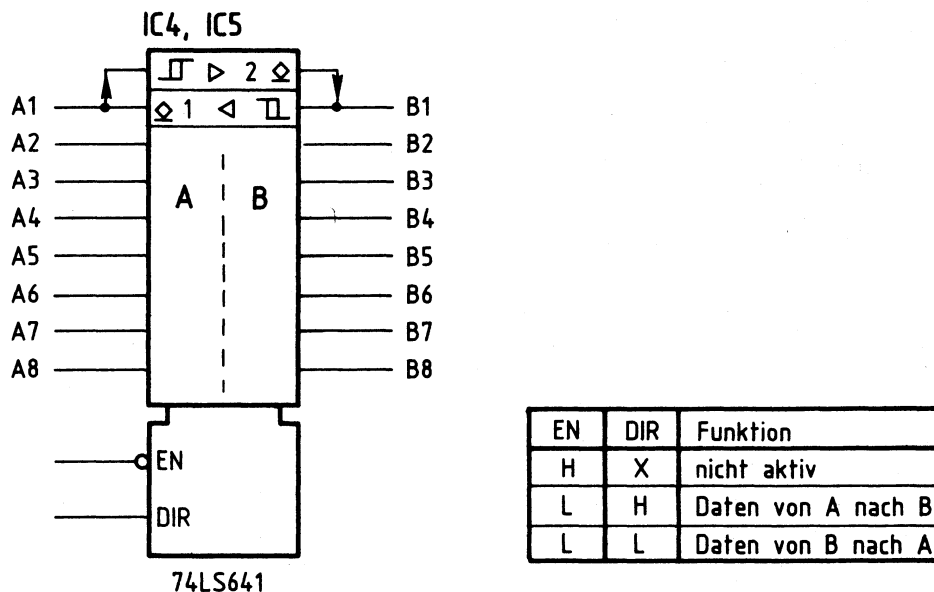 IC4, IC5
2
A1 1 B1
A2 B2
A3 B3
A B
A4 B4
A5 B5
A6 B6
A7 B7
A8 B8
EN
DIR
74LS641
EN DIR Funktion
H X nicht aktiv
L H Daten von A nach B
L L Daten von B nach A